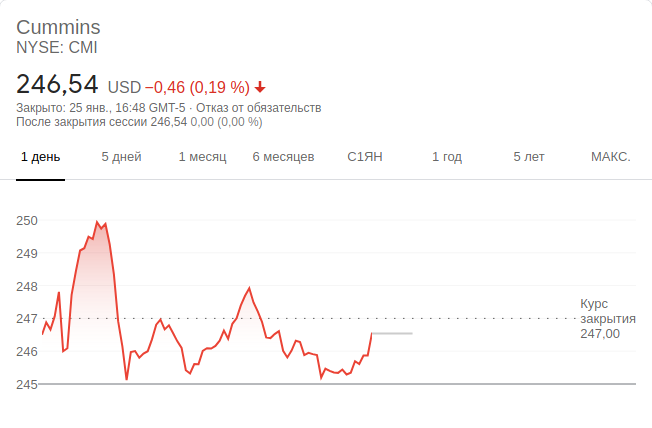 Cummins
NYSE: CMI
246,54 USD −0,46 (0,19 %)
Закрыто: 25 янв., 16:48 GMT-5 · Отказ от обязательств
После закрытия сессии 246,54 0,00 (0,00 %)
1 день 5 дней 1 месяц 6 месяцев С1ЯН 1 год 5 лет МАКС.
250
249
248
247
246
245
Курс
закрытия
247,00